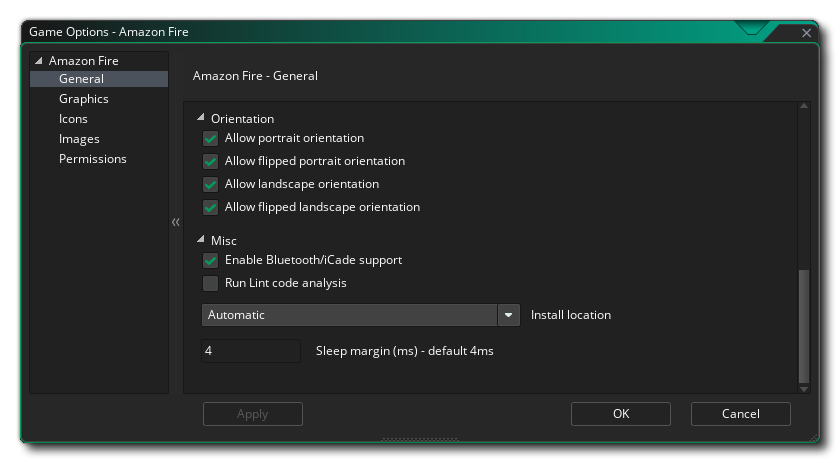 Game Options - Amazon Fire
Amazon Fire
General
Graphics
Icons
Images
Permissions
Amazon Fire - General
Orientation
Allow portrait orientation
Allow flipped portrait orientation
Allow landscape orientation
Allow flipped landscape orientation
Misc
Enable Bluetooth/iCade support
Run Lint code analysis
Automatic Install location
4 Sleep margin (ms) - default 4ms
Apply OK Cancel